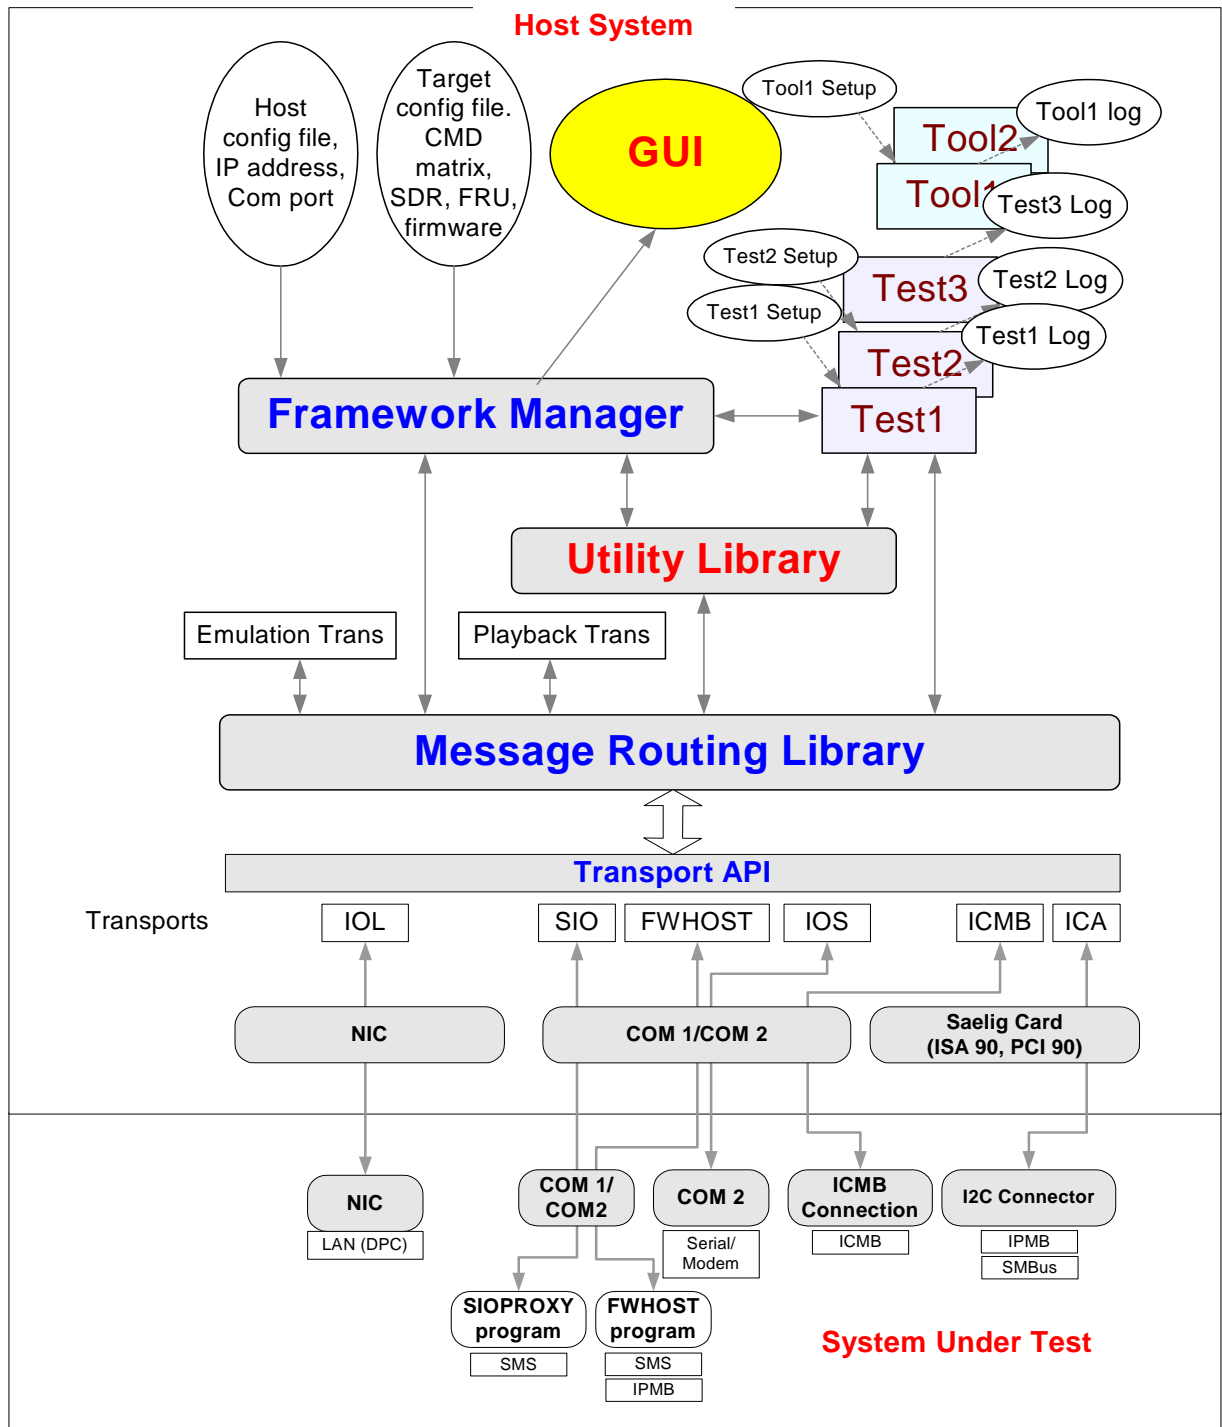 Host System
Host
config file,
IP address,
Com port
Target
config file.
CMD
matrix,
SDR, FRU,
firmware
GUI
Tool1 Setup
Tool2
Tool1 log
Tool1
Test3 Log
Test2 Setup
Test3
Test2 Log
Test1 Setup
Test1 Log
Test2
Framework Manager
Test1
Utility Library
Emulation Trans
Playback Trans
Message Routing Library
Transport API
Transports
IOL
SIO
FWHOST
IOS
ICMB
ICA
NIC
COM 1/COM 2
Saelig Card
(ISA 90, PCI 90)
NIC
LAN (DPC)
COM 1/
COM2
COM 2
Serial/
Modem
ICMB
Connection
ICMB
I2C Connector
IPMB
SMBus
SIOPROXY
program
SMS
FWHOST
program
SMS
IPMB
System Under Test